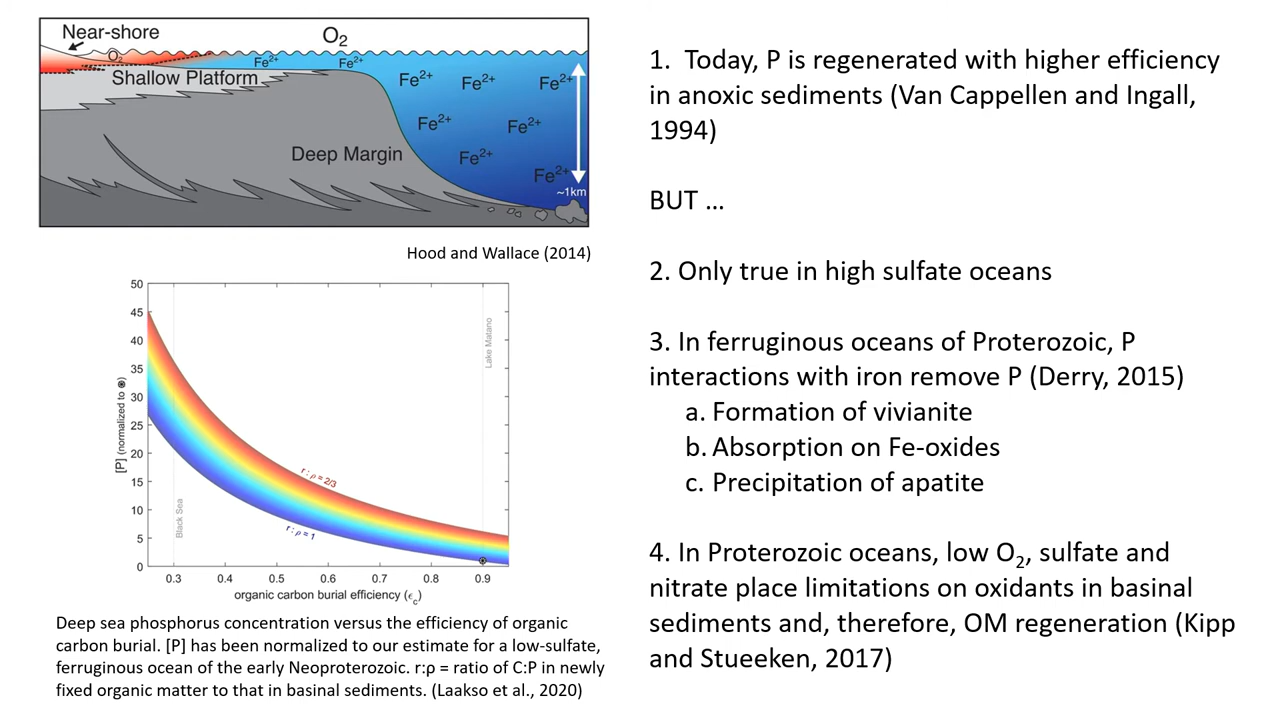 Near-shore
O2
O2
Shallow Platform
Fe2+
Fe2+
Fe2+
Fe2+
Fe2+
Fe2+
Fe2+
Deep Margin
Fe2+
Fe2+
~1km
Hood and Wallace (2014)
50
45
40
35
30
25
20
15
10
5
0
[P] (normalized to ⊛)
Black Sea
Lake Matano
r : ρ = 2/3
r : ρ = 1
0.3 0.4 0.5 0.6 0.7 0.8 0.9
organic carbon burial efficiency (ϵc)
Deep sea phosphorus concentration versus the efficiency of organic
carbon burial. [P] has been normalized to our estimate for a low-sulfate,
ferruginous ocean of the early Neoproterozoic. r:ρ = ratio of C:P in newly
fixed organic matter to that in basinal sediments. (Laakso et al., 2020)
1. Today, P is regenerated with higher efficiency
in anoxic sediments (Van Cappellen and Ingall,
1994)
BUT ...
2. Only true in high sulfate oceans
3. In ferruginous oceans of Proterozoic, P
interactions with iron remove P (Derry, 2015)
a. Formation of vivianite
b. Absorption on Fe-oxides
c. Precipitation of apatite
4. In Proterozoic oceans, low O2, sulfate and
nitrate place limitations on oxidants in basinal
sediments and, therefore, OM regeneration (Kipp
and Stueeken, 2017)